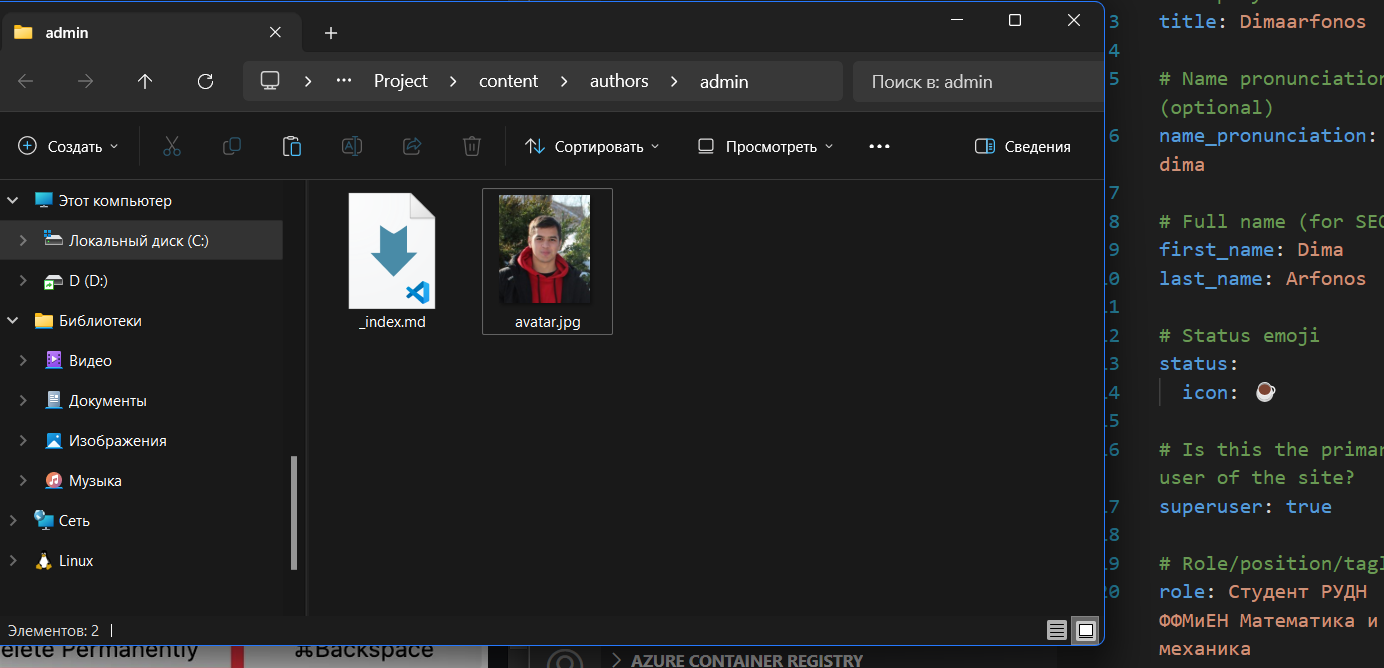 admin
Project
content
authors
admin
Поиск в: admin
Создать
Сортировать
Просмотреть
Сведения
Этот компьютер
Локальный диск (C:)
D (D:)
Библиотеки
Видео
Документы
Изображения
Музыка
Сеть
Linux
_index.md
avatar.jpg
Элементов: 2
elete Permanently
⌘Backspace
AZURE CONTAINER REGISTRY
3 title: Dimaarfonos
4
5 # Name pronunciation
(optional)
6 name_pronunciation:
dima
7
8 # Full name (for SEO
9 first_name: Dima
0 last_name: Arfonos
1
2 # Status emoji
3 status:
4 icon: ☕
5
6 # Is this the primar
user of the site?
7 superuser: true
8
9 # Role/position/tagl
0 role: Студент РУДН
ФФМиЕН Математика и
механика